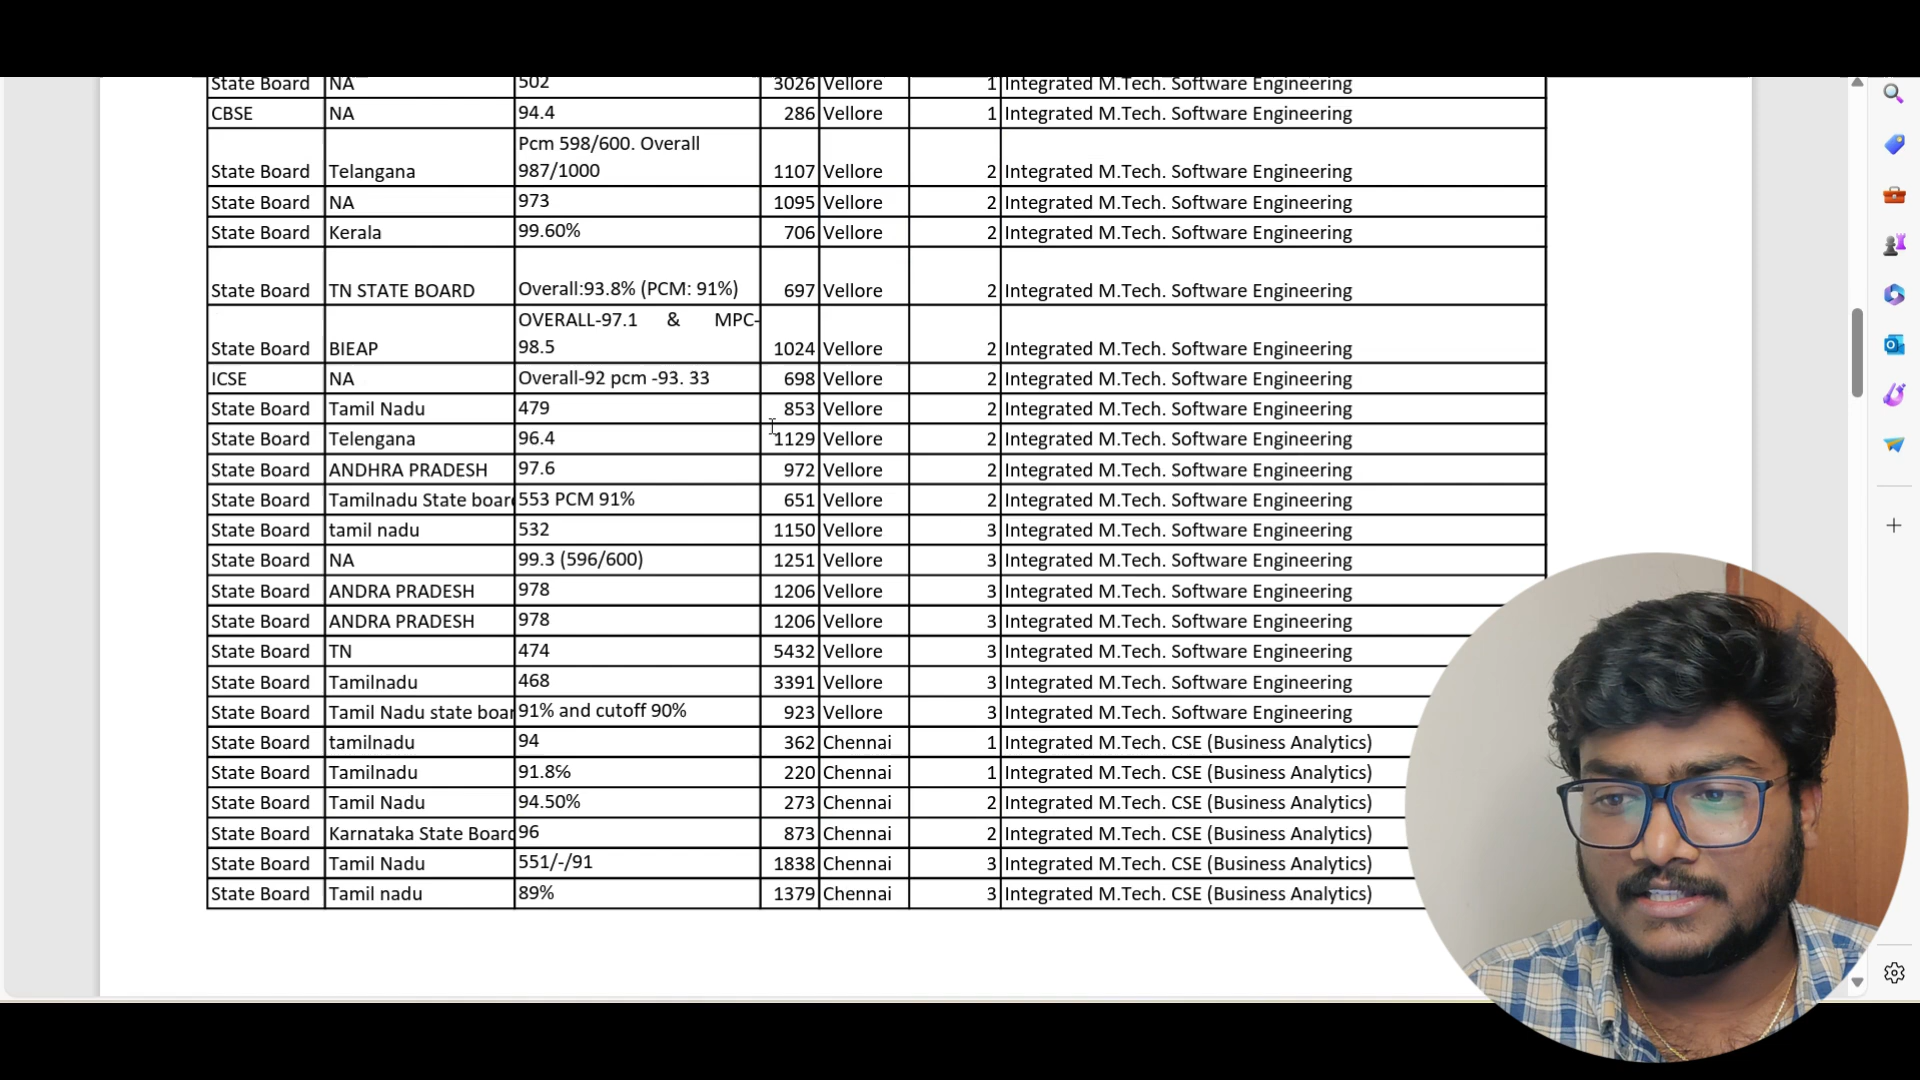 State Board NA 502 3026 Vellore 1 Integrated M.Tech. Software Engineering
CBSE NA 94.4 286 Vellore 1 Integrated M.Tech. Software Engineering
Pcm 598/600. Overall
State Board Telangana 987/1000 1107 Vellore 2 Integrated M.Tech. Software Engineering
State Board NA 973 1095 Vellore 2 Integrated M.Tech. Software Engineering
State Board Kerala 99.60% 706 Vellore 2 Integrated M.Tech. Software Engineering
State Board TN STATE BOARD Overall:93.8% (PCM: 91%) 697 Vellore 2 Integrated M.Tech. Software Engineering
OVERALL-97.1 & MPC-
State Board BIEAP 98.5 1024 Vellore 2 Integrated M.Tech. Software Engineering
ICSE NA Overall-92 pcm -93. 33 698 Vellore 2 Integrated M.Tech. Software Engineering
State Board Tamil Nadu 479 853 Vellore 2 Integrated M.Tech. Software Engineering
State Board Telengana 96.4 1129 Vellore 2 Integrated M.Tech. Software Engineering
State Board ANDHRA PRADESH 97.6 972 Vellore 2 Integrated M.Tech. Software Engineering
State Board Tamilnadu State board 553 PCM 91% 651 Vellore 2 Integrated M.Tech. Software Engineering
State Board tamil nadu 532 1150 Vellore 3 Integrated M.Tech. Software Engineering
State Board NA 99.3 (596/600) 1251 Vellore 3 Integrated M.Tech. Software Engineering
State Board ANDRA PRADESH 978 1206 Vellore 3 Integrated M.Tech. Software Engineering
State Board ANDRA PRADESH 978 1206 Vellore 3 Integrated M.Tech. Software Engineering
State Board TN 474 5432 Vellore 3 Integrated M.Tech. Software Engineering
State Board Tamilnadu 468 3391 Vellore 3 Integrated M.Tech. Software Engineering
State Board Tamil Nadu state boar 91% and cutoff 90% 923 Vellore 3 Integrated M.Tech. Software Engineering
State Board tamilnadu 94 362 Chennai 1 Integrated M.Tech. CSE (Business Analytics)
State Board Tamilnadu 91.8% 220 Chennai 1 Integrated M.Tech. CSE (Business Analytics)
State Board Tamil Nadu 94.50% 273 Chennai 2 Integrated M.Tech. CSE (Business Analytics)
State Board Karnataka State Board 96 873 Chennai 2 Integrated M.Tech. CSE (Business Analytics)
State Board Tamil Nadu 551/-/91 1838 Chennai 3 Integrated M.Tech. CSE (Business Analytics)
State Board Tamil nadu 89% 1379 Chennai 3 Integrated M.Tech. CSE (Business Analytics)